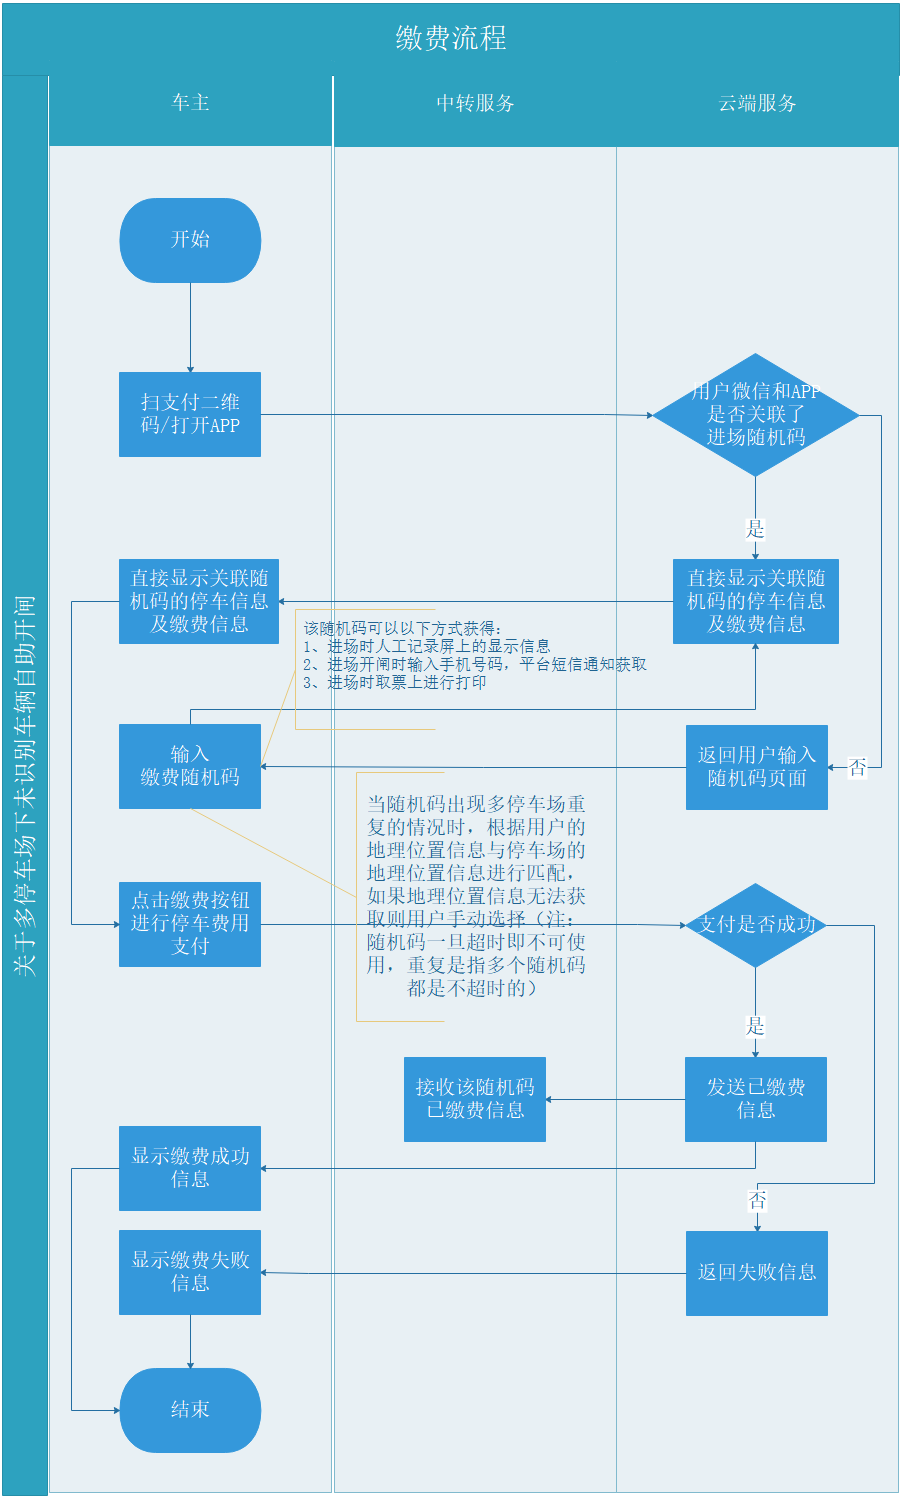 缴费流程
车主
中转服务
云端服务
关于多停车场下未识别车辆自助开闸
开始
扫支付二维
码/打开APP
用户微信和APP
是否关联了
进场随机码
是
直接显示关联随
机码的停车信息
及缴费信息
直接显示关联随
机码的停车信息
及缴费信息
该随机码可以以下方式获得:
1、进场时人工记录屏上的显示信息
2、进场开闸时输入手机号码，平台短信通知获取
3、进场时取票上进行打印
输入
缴费随机码
返回用户输入
随机码页面
否
当随机码出现多停车场重
复的情况时，根据用户的
地理位置信息与停车场的
地理位置信息进行匹配，
如果地理位置信息无法获
取则用户手动选择（注：
随机码一旦超时即不可使
用，重复是指多个随机码
都是不超时的）
点击缴费按钮
进行停车费用
支付
支付是否成功
是
接收该随机码
已缴费信息
发送已缴费
信息
显示缴费成功
信息
否
显示缴费失败
信息
返回失败信息
结束